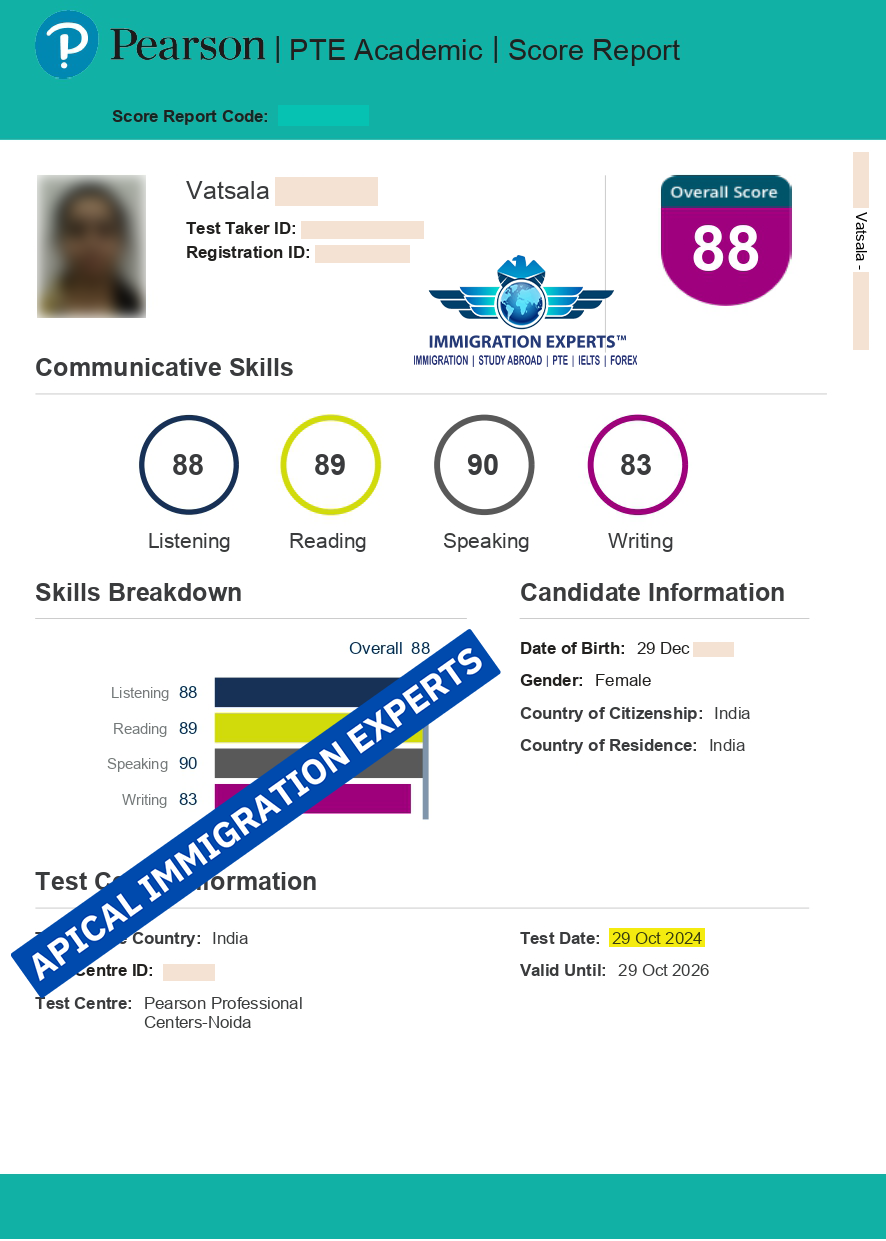 Pearson | PTE Academic | Score Report
Score Report Code:
Vatsala
Test Taker ID:
Registration ID:
Overall Score
88
Vatsala -
IMMIGRATION EXPERTS™
IMMIGRATION | STUDY ABROAD | PTE | IELTS | FOREX
Communicative Skills
88 89 90 83
Listening Reading Speaking Writing
Skills Breakdown
Overall 88
Listening 88
Reading 89
Speaking 90
Writing 83
Candidate Information
Date of Birth: 29 Dec
Gender: Female
Country of Citizenship: India
Country of Residence: India
APICAL IMMIGRATION EXPERTS
Test
Country: India
Centre ID:
Test Centre: Pearson Professional
Centers-Noida
Test Date: 29 Oct 2024
Valid Until: 29 Oct 2026